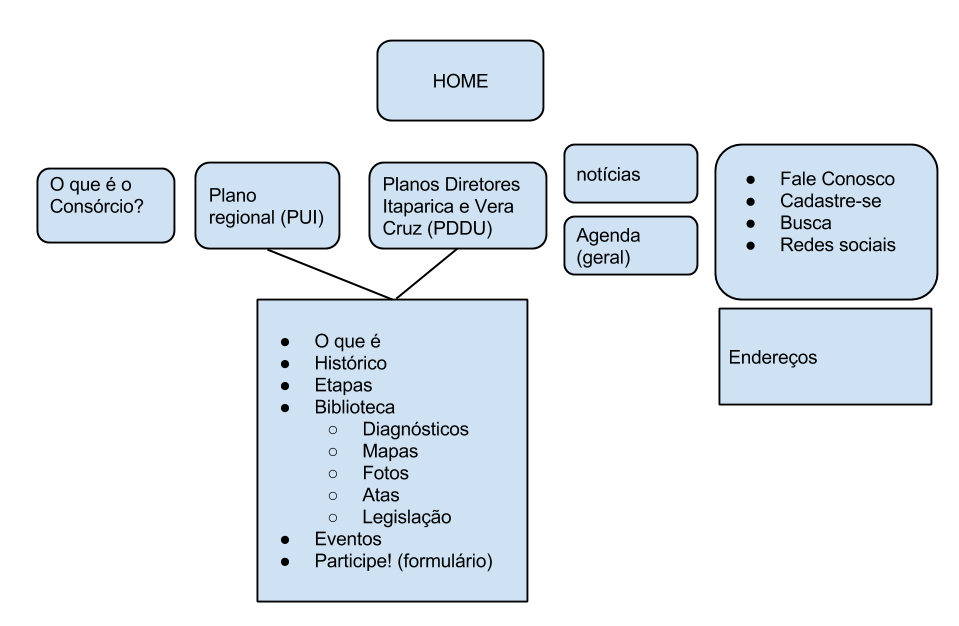 HOME
O que é o
Consórcio?
Plano
regional (PUI)
Planos Diretores
Itaparica e Vera
Cruz (PDDU)
notícias
Agenda
(geral)
● Fale Conosco
● Cadastre-se
● Busca
● Redes sociais
Endereços
● O que é
● Histórico
● Etapas
● Biblioteca
○ Diagnósticos
○ Mapas
○ Fotos
○ Atas
○ Legislação
● Eventos
● Participe! (formulário)